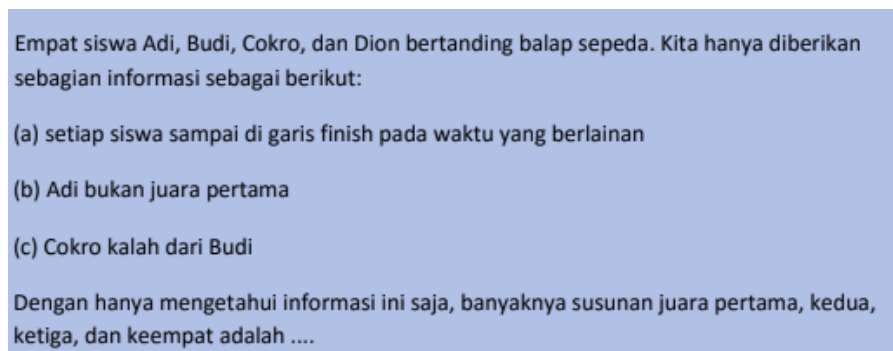 Empat siswa Adi, Budi, Cokro, dan Dion bertanding balap sepeda. Kita hanya diberikan
sebagian informasi sebagai berikut:
(a) setiap siswa sampai di garis finish pada waktu yang berlainan
(b) Adi bukan juara pertama
(c) Cokro kalah dari Budi
Dengan hanya mengetahui informasi ini saja, banyaknya susunan juara pertama, kedua,
ketiga, dan keempat adalah ....